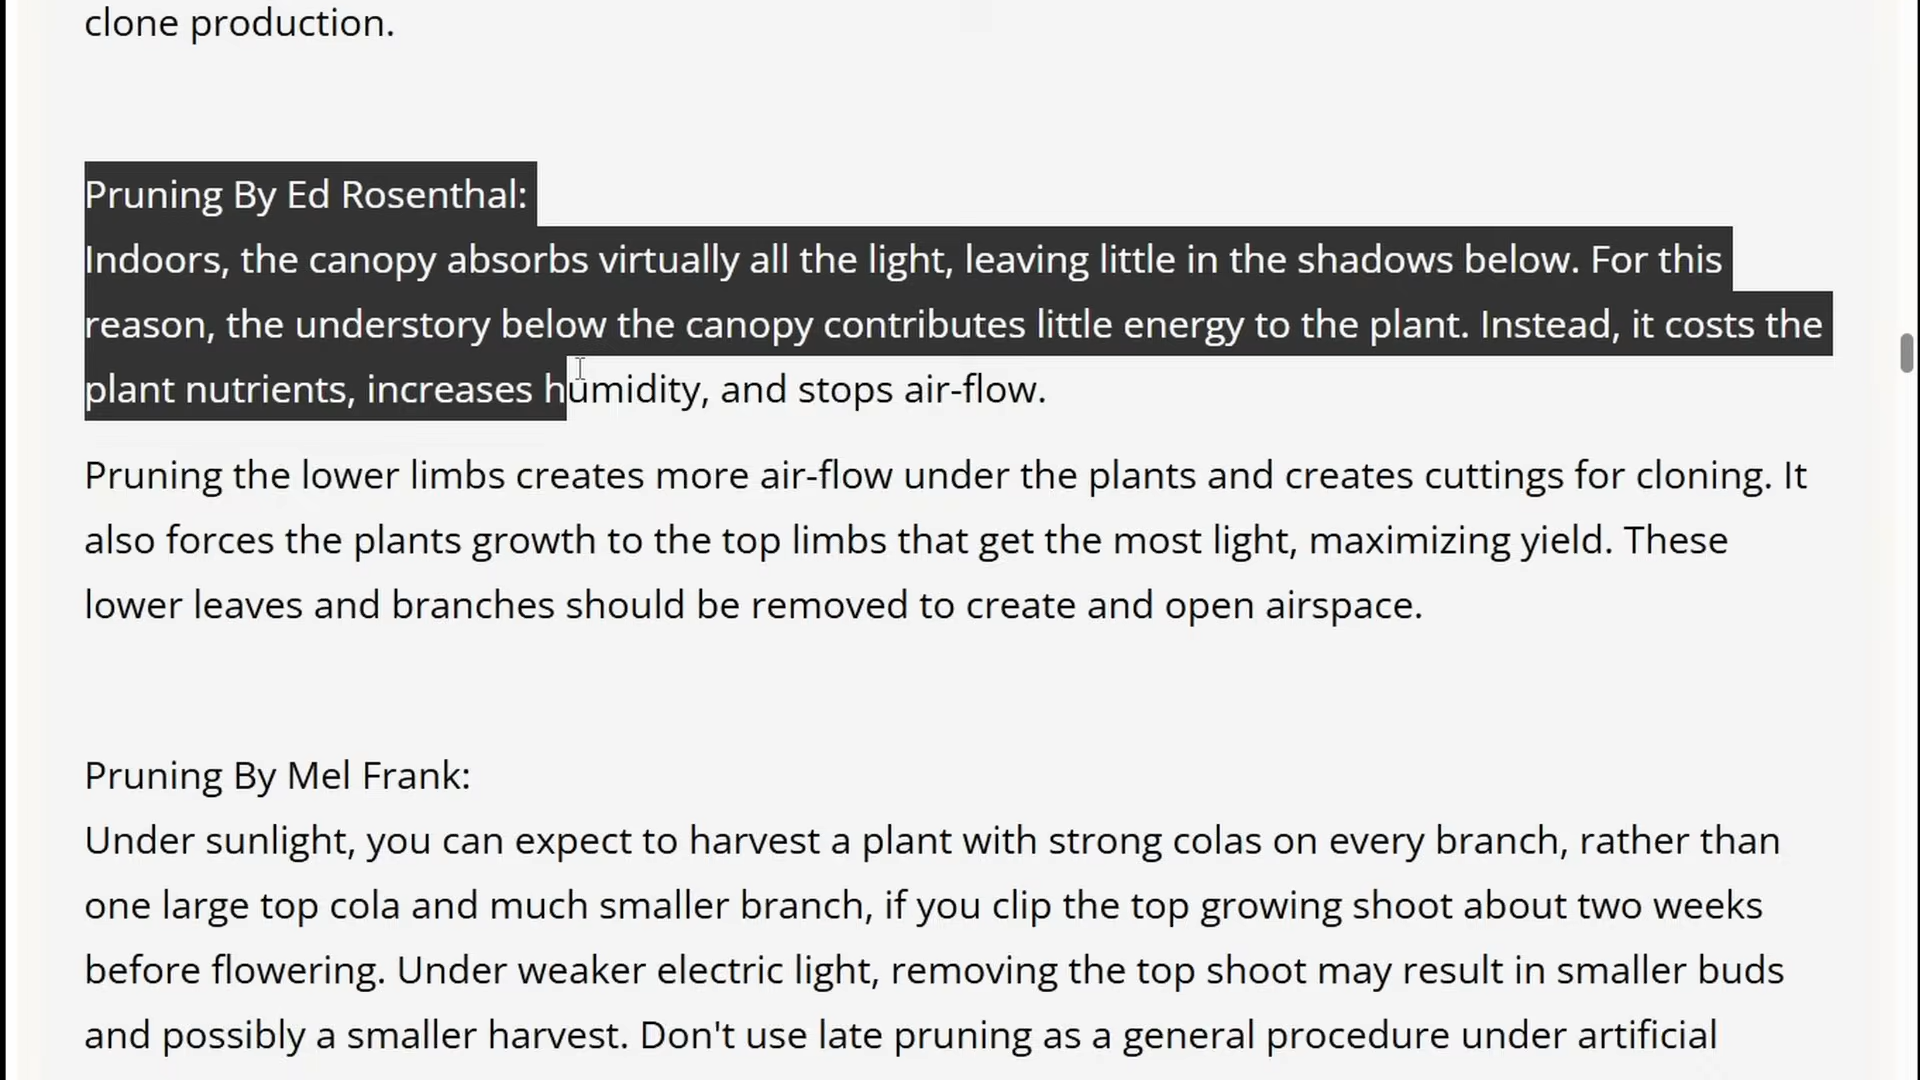 clone production.
Pruning By Ed Rosenthal:
Indoors, the canopy absorbs virtually all the light, leaving little in the shadows below. For this
reason, the understory below the canopy contributes little energy to the plant. Instead, it costs the
plant nutrients, increases humidity, and stops air-flow.
Pruning the lower limbs creates more air-flow under the plants and creates cuttings for cloning. It
also forces the plants growth to the top limbs that get the most light, maximizing yield. These
lower leaves and branches should be removed to create and open airspace.
Pruning By Mel Frank:
Under sunlight, you can expect to harvest a plant with strong colas on every branch, rather than
one large top cola and much smaller branch, if you clip the top growing shoot about two weeks
before flowering. Under weaker electric light, removing the top shoot may result in smaller buds
and possibly a smaller harvest. Don't use late pruning as a general procedure under artificial